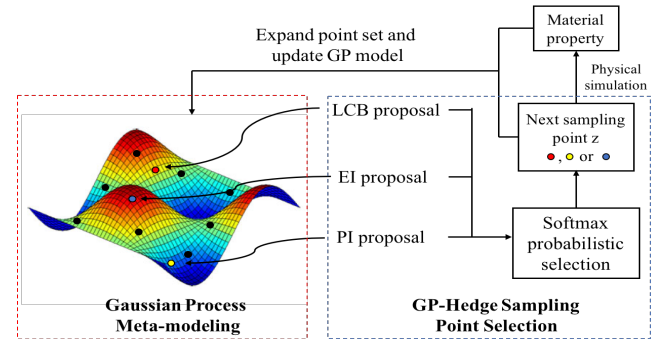 Material
property
Expand point set and
update GP model
Physical
simulation
LCB proposal
Next sampling
point z
, or
EI proposal
PI proposal
Softmax
probabilistic
selection
Gaussian Process
Meta-modeling
GP-Hedge Sampling
Point Selection